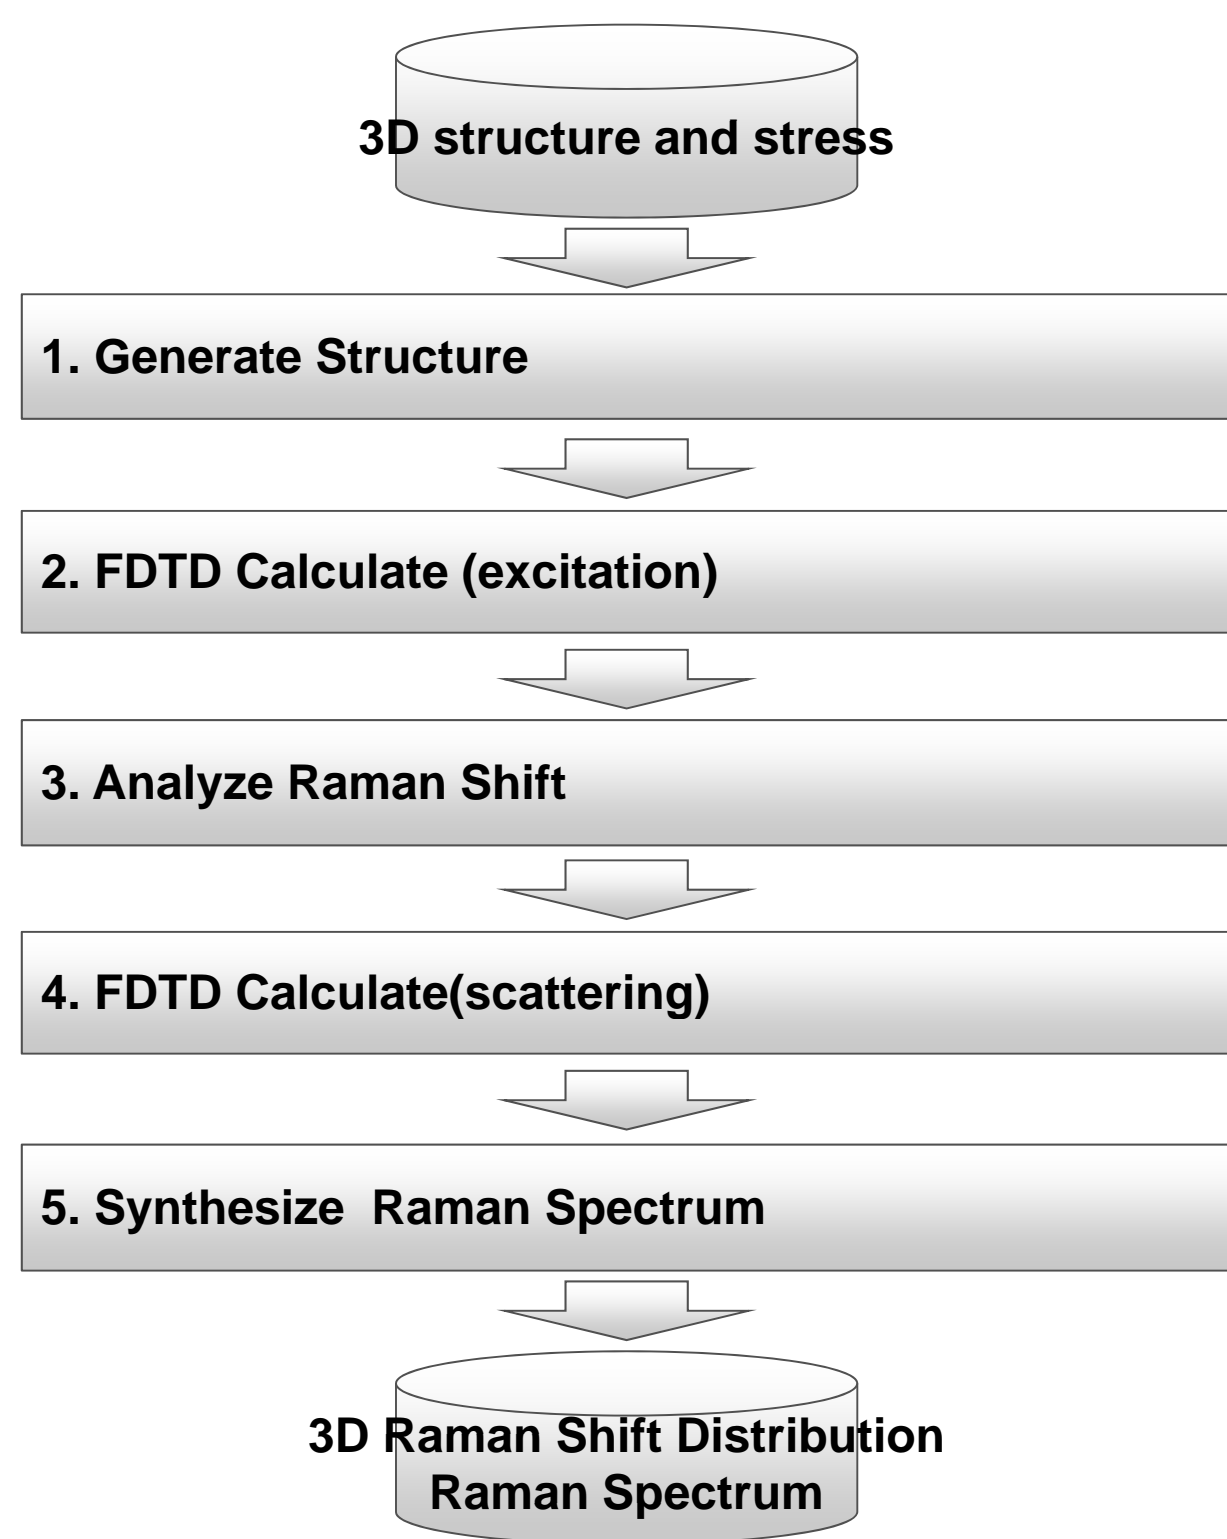 3D structure and stress
1. Generate Structure
2. FDTD Calculate (excitation)
3. Analyze Raman Shift
4. FDTD Calculate(scattering)
5. Synthesize  Raman Spectrum
3D Raman Shift Distribution
Raman Spectrum